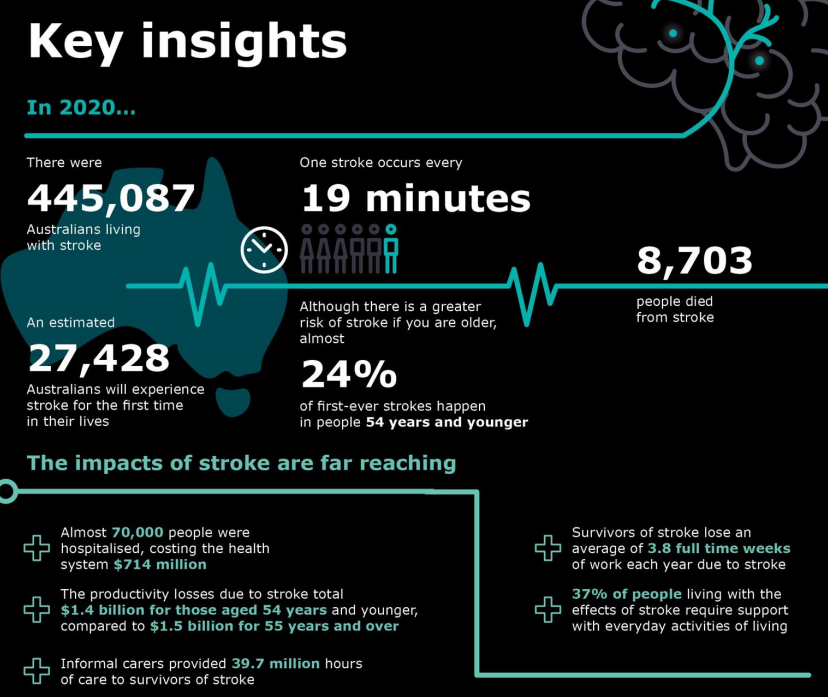 Key insights
In 2020...
There were
445,087
Australians living
with stroke
An estimated
27,428
Australians will experience
stroke for the first time
in their lives
One stroke occurs every
19 minutes
Although there is a greater
risk of stroke if you are older,
almost
24%
of first-ever strokes happen
in people 54 years and younger
8,703
people died
from stroke
The impacts of stroke are far reaching
Almost 70,000 people were
hospitalised, costing the health
system $714 million
The productivity losses due to stroke total
$1.4 billion for those aged 54 years and younger,
compared to $1.5 billion for 55 years and over
Informal carers provided 39.7 million hours
of care to survivors of stroke
Survivors of stroke lose an
average of 3.8 full time weeks
of work each year due to stroke
37% of people living with the
effects of stroke require support
with everyday activities of living